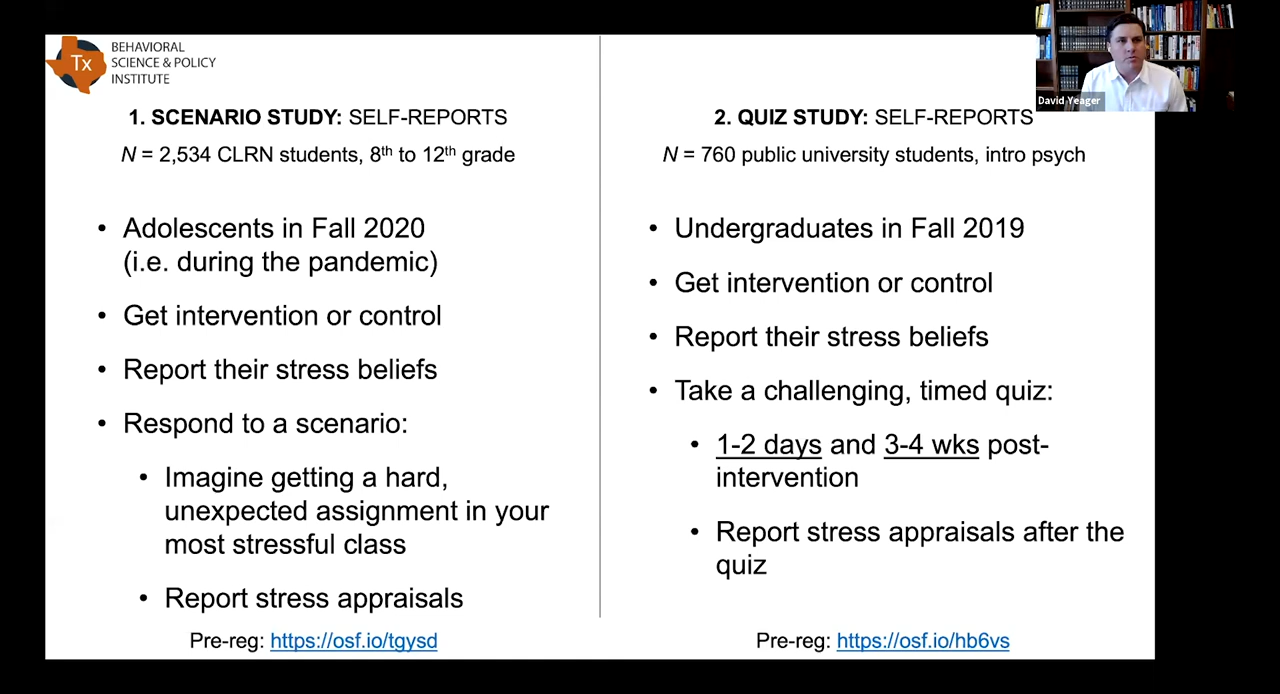 Tx
BEHAVIORAL
SCIENCE & POLICY
INSTITUTE
David Yeager
1. SCENARIO STUDY: SELF-REPORTS
N = 2,534 CLRN students, 8th to 12th grade
• Adolescents in Fall 2020
(i.e. during the pandemic)
• Get intervention or control
• Report their stress beliefs
• Respond to a scenario:
• Imagine getting a hard,
unexpected assignment in your
most stressful class
• Report stress appraisals
Pre-reg: https://osf.io/tgysd
2. QUIZ STUDY: SELF-REPORTS
N = 760 public university students, intro psych
• Undergraduates in Fall 2019
• Get intervention or control
• Report their stress beliefs
• Take a challenging, timed quiz:
• 1-2 days and 3-4 wks post-
intervention
• Report stress appraisals after the
quiz
Pre-reg: https://osf.io/hb6vs